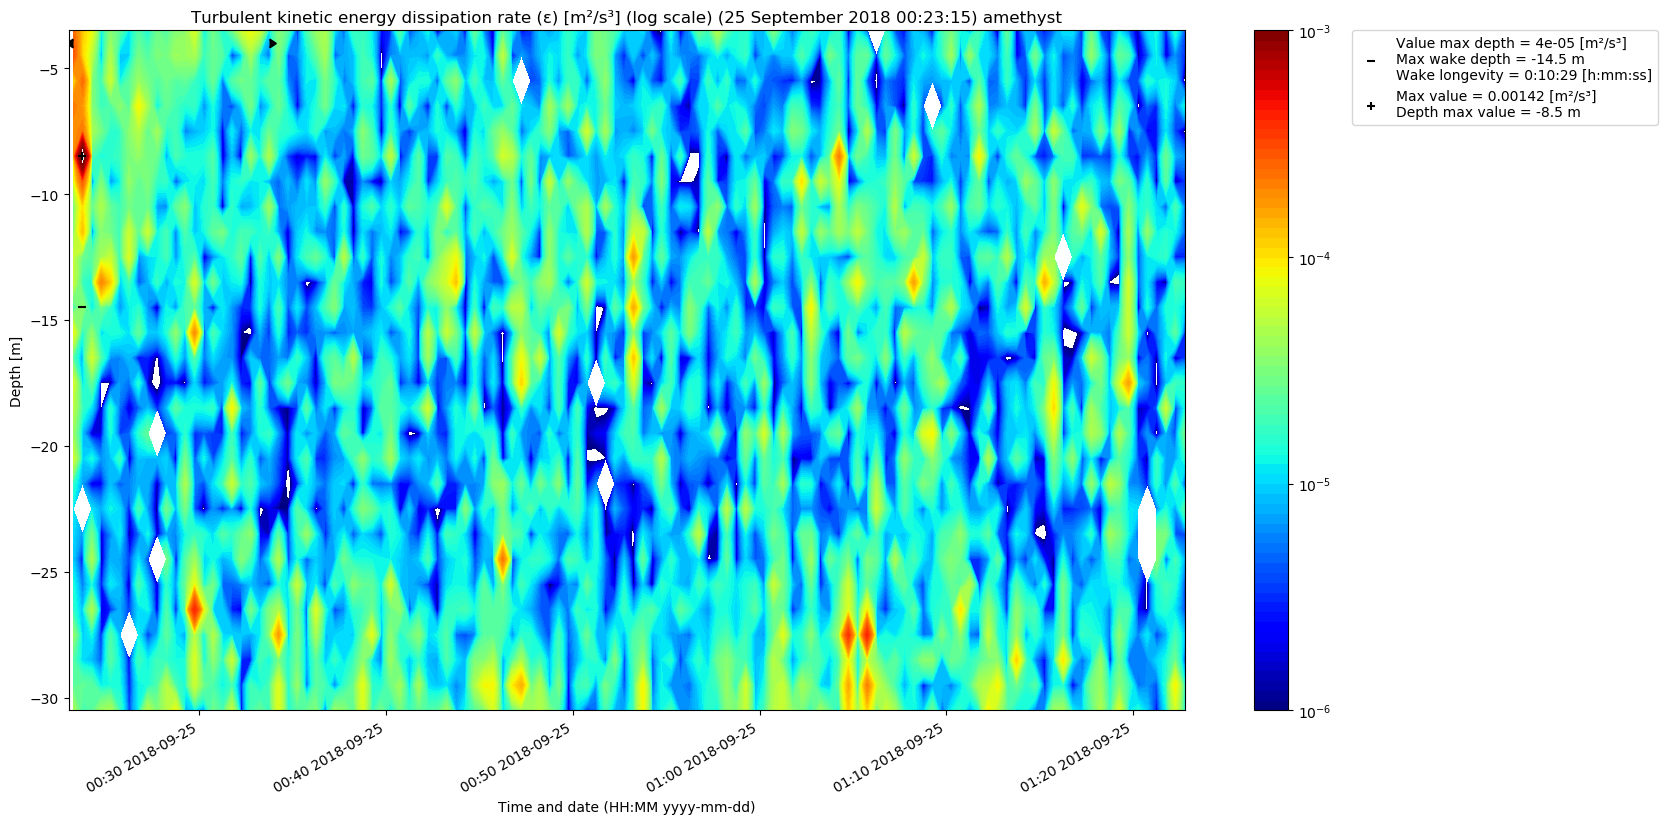 Turbulent kinetic energy dissipation rate (ε) [m²/s³] (log scale) (25 September 2018 00:23:15) amethyst
Value max depth = 4e-05 [m²/s³]
Max wake depth = -14.5 m
Wake longevity = 0:10:29 [h:mm:ss]
Max value = 0.00142 [m²/s³]
Depth max value = -8.5 m
10⁻³
10⁻⁴
10⁻⁵
10⁻⁶
Depth [m]
−5
−10
−15
−20
−25
−30
00:30 2018-09-25
00:40 2018-09-25
00:50 2018-09-25
01:00 2018-09-25
01:10 2018-09-25
01:20 2018-09-25
Time and date (HH:MM yyyy-mm-dd)